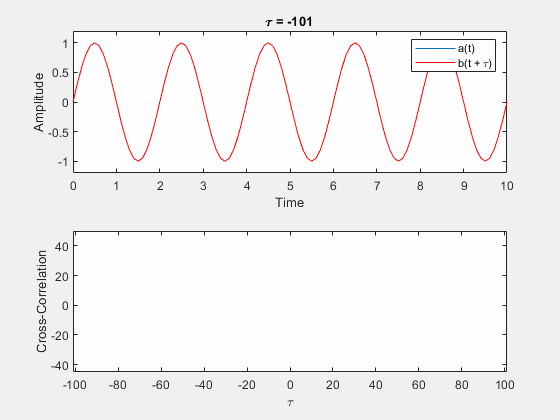 τ = -101
a(t)
b(t + τ)
1
0.5
0
-0.5
-1
Amplitude
0 1 2 3 4 5 6 7 8 9 10
Time
40
20
0
-20
-40
Cross-Correlation
-100 -80 -60 -40 -20 0 20 40 60 80 100
τ